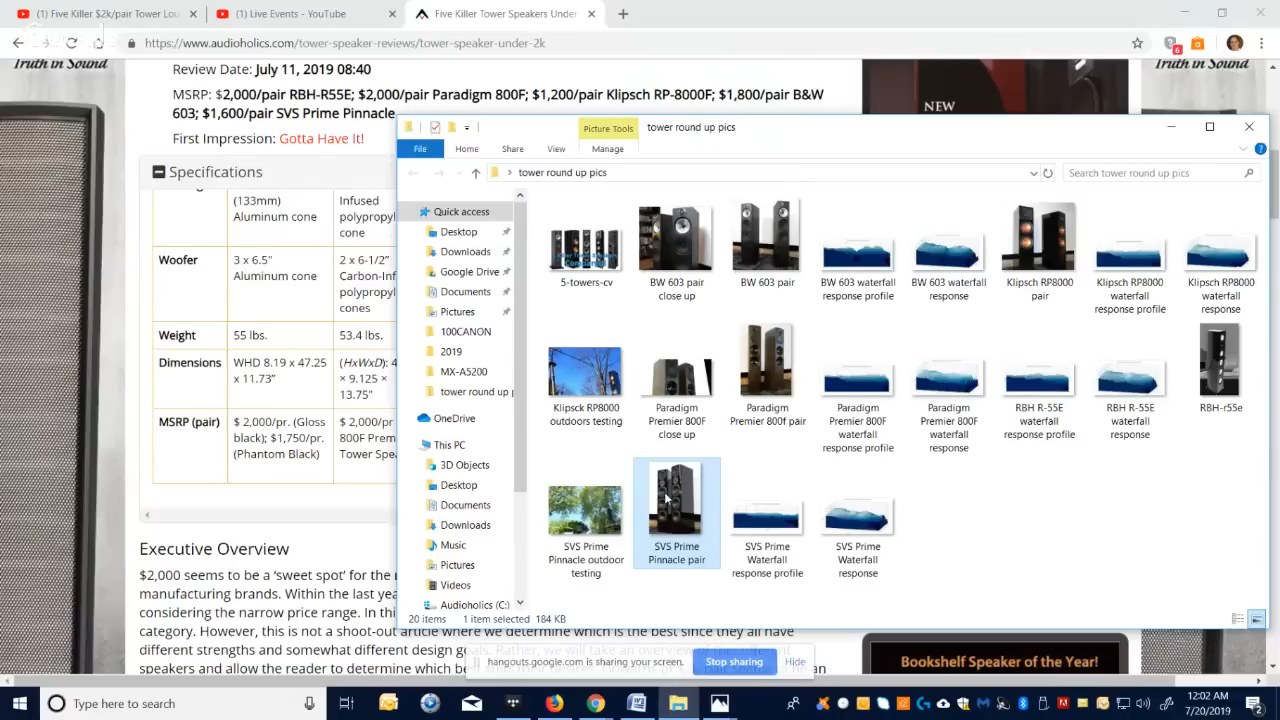 (1) Five Killer $2k/pair Tower Lou
(1) Live Events - YouTube
Five Killer Tower Speakers Under
https://www.audioholics.com/tower-speaker-reviews/tower-speaker-under-2k
6
Truth in Sound
Truth in Sound
Review Date: July 11, 2019 08:40
MSRP: $2,000/pair RBH-R55E; $2,000/pair Paradigm 800F; $1,200/pair Klipsch RP-8000F; $1,800/pair B&W
603; $1,600/pair SVS Prime Pinnacle
First Impression: Gotta Have It!
NEW
Specifications
(133mm)
Aluminum cone
Infused
polypropyl
cone
Woofer
3 x 6.5"
Aluminum cone
2 x 6-1/2"
Carbon-Inf
polypropyl
cones
Weight
55 lbs.
53.4 lbs.
Dimensions
WHD 8.19 x 47.25
x 11.73"
(HxWxD): 4
× 9.125 ×
13.75"
MSRP (pair)
$ 2,000/pr. (Gloss
black); $1,750/pr.
(Phantom Black)
$ 2,000/pr
800F Prem
Tower Spea
Executive Overview
$2,000 seems to be a 'sweet spot' for the
manufacturing brands. Within the last yea
considering the narrow price range. In thi
category. However, this is not a shoot-out article where we determine which is the best since they all have
different strengths and somewhat different design goals. Rather, we will take an overview of the different
speakers and allow the reader to determine which be
an
Bookshelf Speaker of the Year!
Picture Tools
tower round up pics
File
Home
Share
View
Manage
tower round up pics
Search tower round up pics
Quick access
Desktop
Downloads
Google Drive
Documents
Pictures
100CANON
2019
MX-A5200
tower round up p
OneDrive
This PC
3D Objects
Desktop
Documents
Downloads
Music
Pictures
Videos
Audioholics (C:)
5-towers-cv
BW 603 pair
close up
BW 603 pair
BW 603 waterfall
response profile
BW 603 waterfall
response
Klipsch RP8000
pair
Klipsch RP8000
waterfall
response profile
Klipsch RP8000
waterfall
response
Klipsck RP8000
outdoors testing
Paradigm
Premier 800F
close up
Paradigm
Premier 800f pair
Paradigm
Premier 800F
waterfall
response profile
Paradigm
Premier 800F
waterfall
response
RBH R-55E
waterfall
response profile
RBH R-55E
waterfall
response
RBH-r55e
SVS Prime
Pinnacle outdoor
testing
SVS Prime
Pinnacle pair
SVS Prime
Waterfall
response profile
SVS Prime
Waterfall
response
20 items
1 item selected 184 KB
hangouts.google.com is sharing your screen.
Stop sharing
Hide
Type here to search
12:02 AM
7/20/2019
2